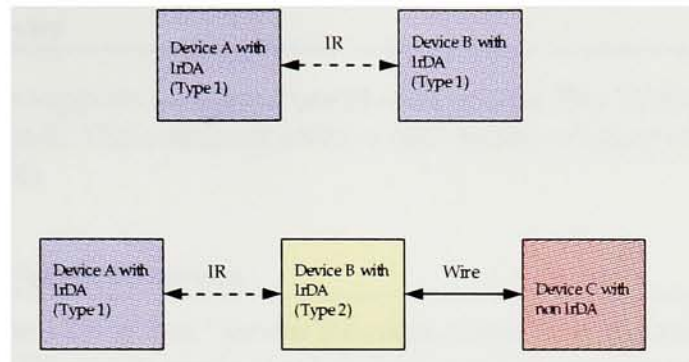 Device A with
IrDA
(Type 1)
IR
Device B with
IrDA
(Type 1)
Device A with
IrDA
(Type 1)
IR
Device B with
IrDA
(Type 2)
Wire
Device C with
non IrDA